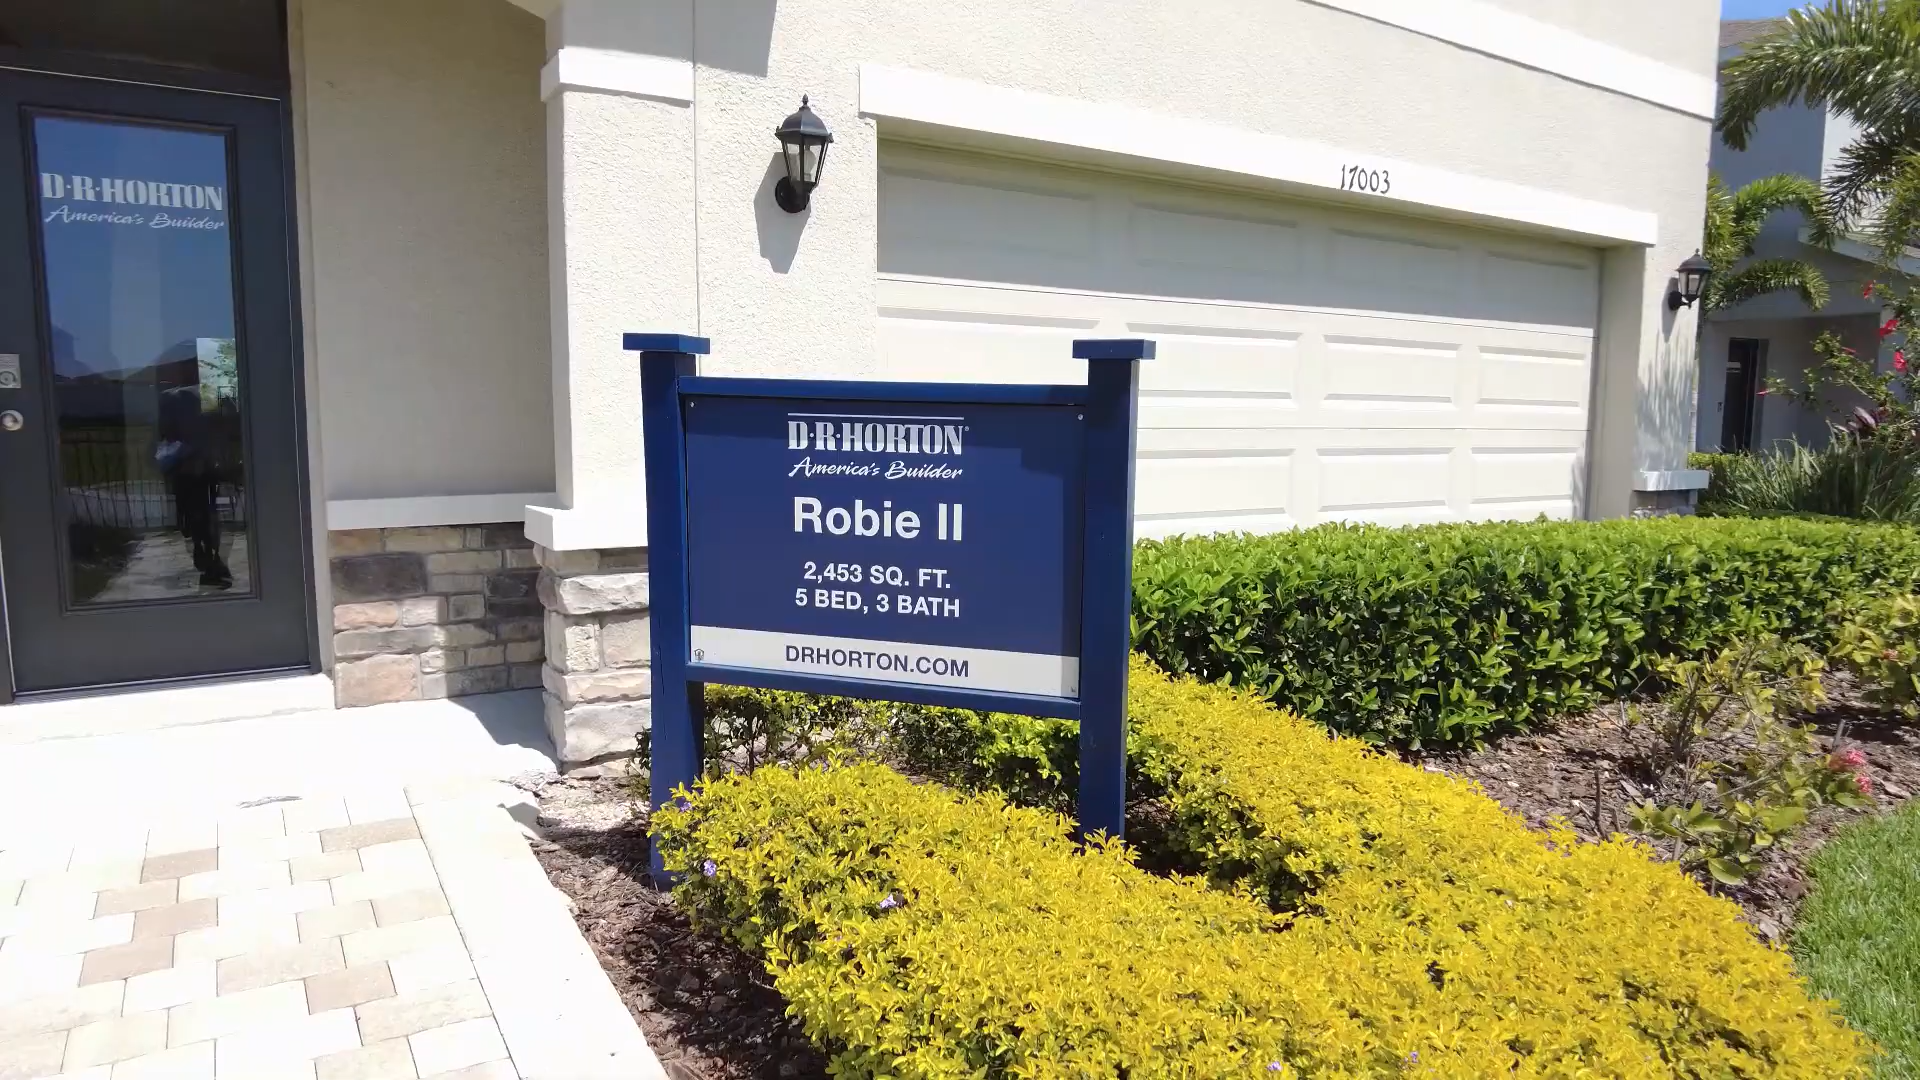 D·R·HORTON
America's Builder
17003
D·R·HORTON®
America's Builder
Robie II
2,453 SQ. FT.
5 BED, 3 BATH
DRHORTON.COM